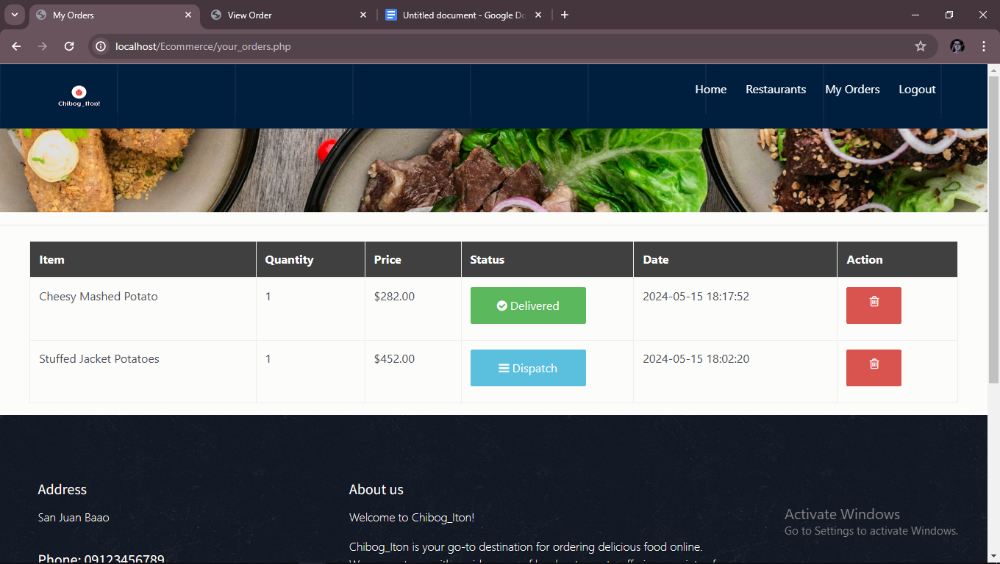 My Orders
View Order
Untitled document - Google Do
localhost/Ecommerce/your_orders.php
Chibog_Iton!
Home Restaurants My Orders Logout
Item Quantity Price Status Date Action
Cheesy Mashed Potato 1 $282.00 Delivered 2024-05-15 18:17:52
Stuffed Jacket Potatoes 1 $452.00 Dispatch 2024-05-15 18:02:20
Address
San Juan Baao
Phone: 09123456789
About us
Welcome to Chibog_Iton!
Chibog_Iton is your go-to destination for ordering delicious food online.
Activate Windows
Go to Settings to activate Windows.